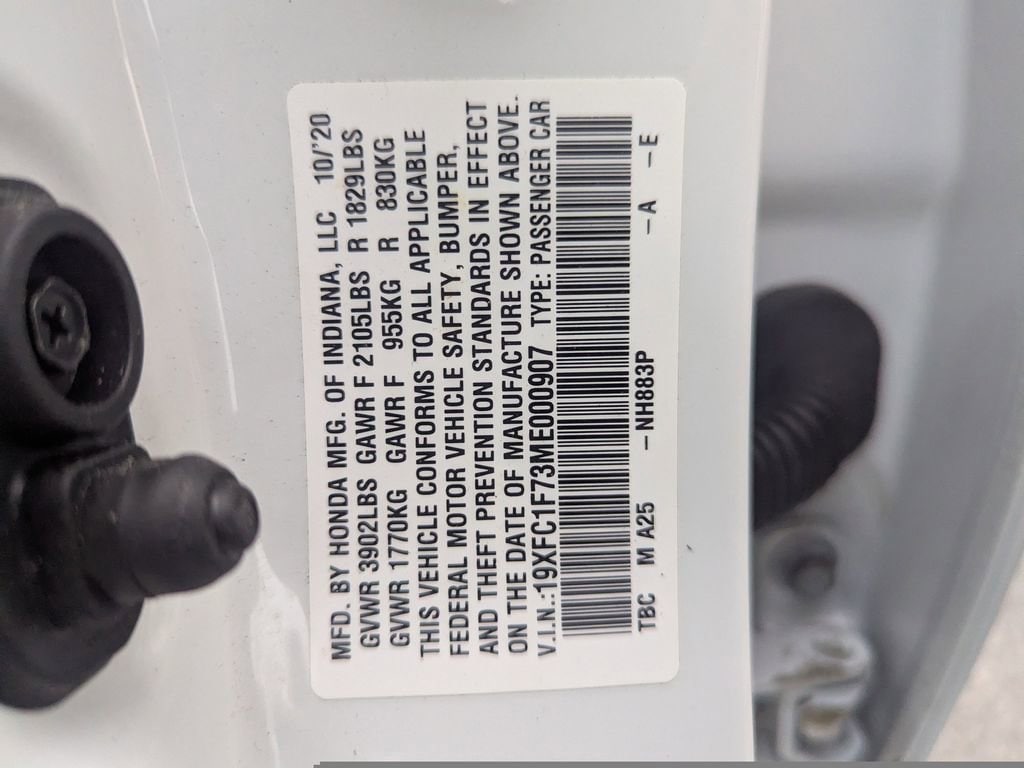 MFD. BY HONDA MFG. OF INDIANA, LLC 10/'20
GVWR 3902LBS GAWR F 2105LBS R 1829LBS
GVWR 1770KG GAWR F 955KG R 830KG
THIS VEHICLE CONFORMS TO ALL APPLICABLE
FEDERAL MOTOR VEHICLE SAFETY, BUMPER,
AND THEFT PREVENTION STANDARDS IN EFFECT
ON THE DATE OF MANUFACTURE SHOWN ABOVE..
V.I.N.:19XFC1F73ME000907 TYPE: PASSENGER CAR
TBC M A25 -NH883P -A -E